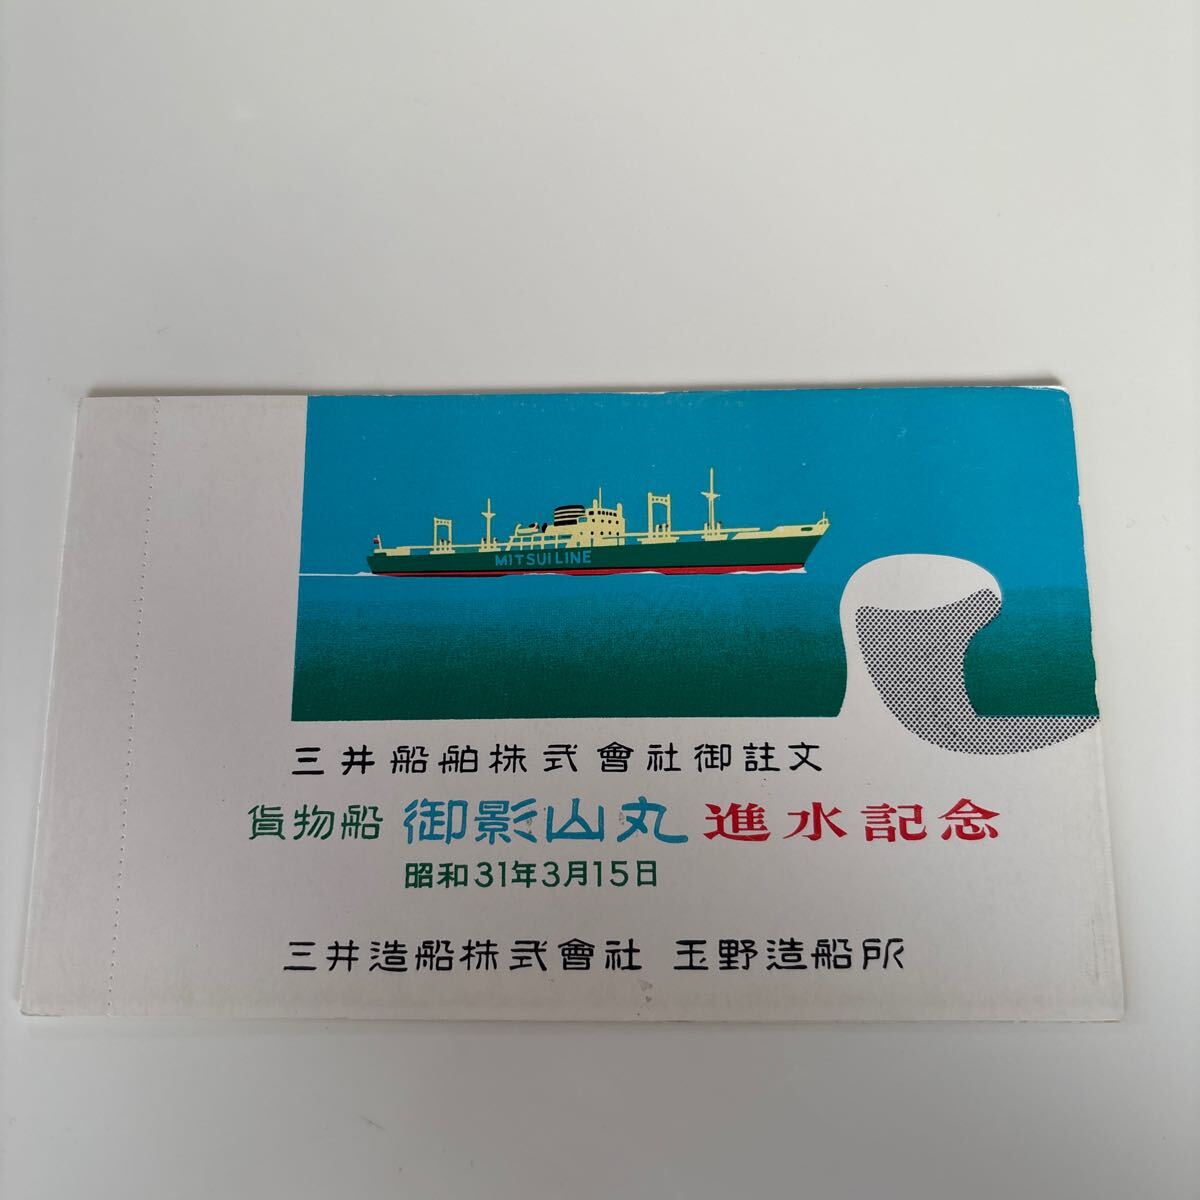 MITSUI LINE
三井船舶株式會社御註文
貨物船 御影山丸 進水記念
昭和31年3月15日
三井造船株式會社 玉野造船所